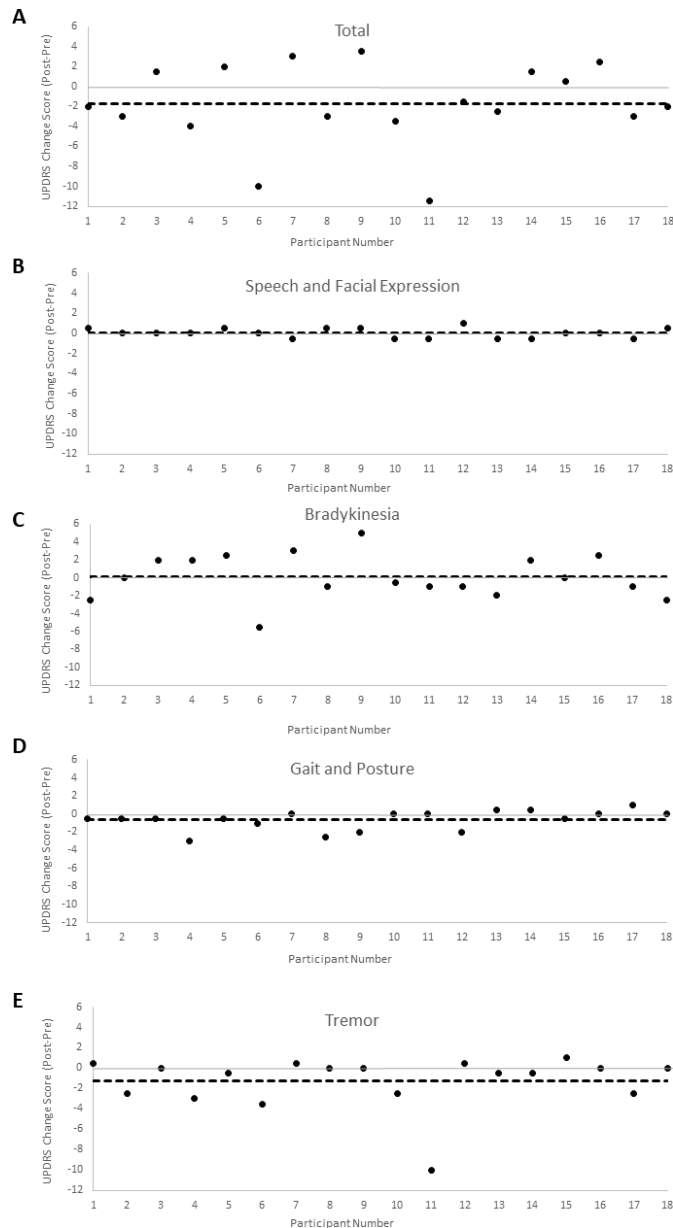 A
Total
UPDRS Change Score (Post-Pre)
6
4
2
0
-2
-4
-6
-8
-10
-12
1 2 3 4 5 6 7 8 9 10 11 12 13 14 15 16 17 18
Participant Number
B
Speech and Facial Expression
UPDRS Change Score (Post-Pre)
6
4
2
0
-2
-4
-6
-8
-10
-12
1 2 3 4 5 6 7 8 9 10 11 12 13 14 15 16 17 18
Participant Number
C
Bradykinesia
UPDRS Change Score (Post-Pre)
6
4
2
0
-2
-4
-6
-8
-10
-12
1 2 3 4 5 6 7 8 9 10 11 12 13 14 15 16 17 18
Participant Number
D
Gait and Posture
UPDRS Change Score (Post-Pre)
6
4
2
0
-2
-4
-6
-8
-10
-12
1 2 3 4 5 6 7 8 9 10 11 12 13 14 15 16 17 18
Participant Number
E
Tremor
UPDRS Change Score (Post-Pre)
6
4
2
0
-2
-4
-6
-8
-10
-12
1 2 3 4 5 6 7 8 9 10 11 12 13 14 15 16 17 18
Participant Number